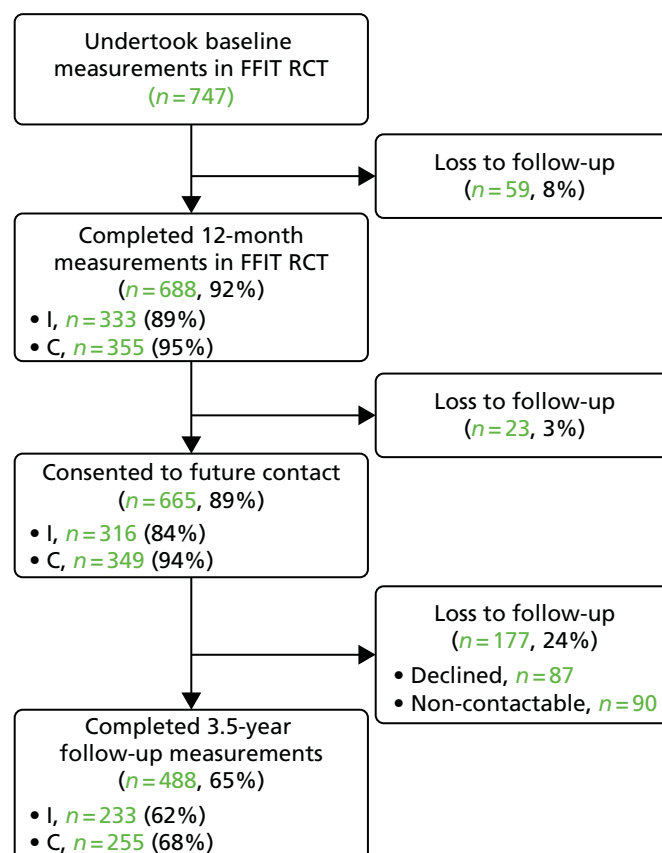 Undertook baseline
measurements in FFIT RCT
(n=747)
Loss to follow-up
(n=59, 8%)
Completed 12-month
measurements in FFIT RCT
(n=688, 92%)
• I, n=333 (89%)
• C, n=355 (95%)
Loss to follow-up
(n=23, 3%)
Consented to future contact
(n=665, 89%)
• I, n=316 (84%)
• C, n=349 (94%)
Loss to follow-up
(n=177, 24%)
• Declined, n=87
• Non-contactable, n=90
Completed 3.5-year
follow-up measurements
(n=488, 65%)
• I, n=233 (62%)
• C, n=255 (68%)